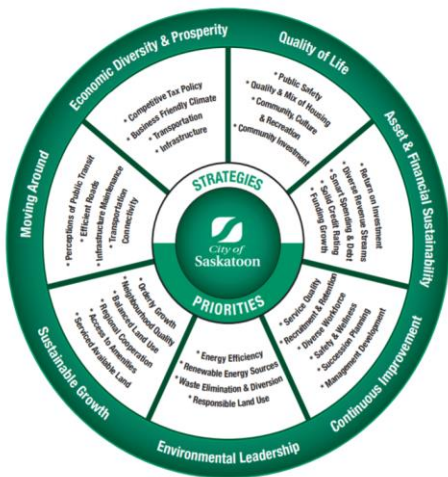 Economic Diversity & Prosperity
• Competitive Tax Policy
• Business Friendly Climate
• Transportation
• Infrastructure
Quality of Life
• Public Safety
• Quality & Mix of Housing
• Community, Culture
& Recreation
• Community Investment
Asset & Financial Sustainability
• Return on Investment
• Diverse Revenue Streams
• Smart Spending & Debt
• Solid Credit Rating
• Funding Growth
Continuous Improvement
• Service Quality
• Recruitment & Retention
• Diverse Workforce
• Safety & Wellness
• Succession Planning
• Management Development
Environmental Leadership
• Energy Efficiency
• Renewable Energy Sources
• Waste Elimination & Diversion
• Responsible Land Use
Sustainable Growth
• Orderly Growth
• Neighbourhood Quality
• Balanced Land Use
• Regional Cooperation
• Access to Amenities
• Serviced Available Land
Moving Around
• Perceptions of Public Transit
• Efficient Roads
• Infrastructure Maintenance
• Transportation
Connectivity
STRATEGIES
City of
Saskatoon
PRIORITIES